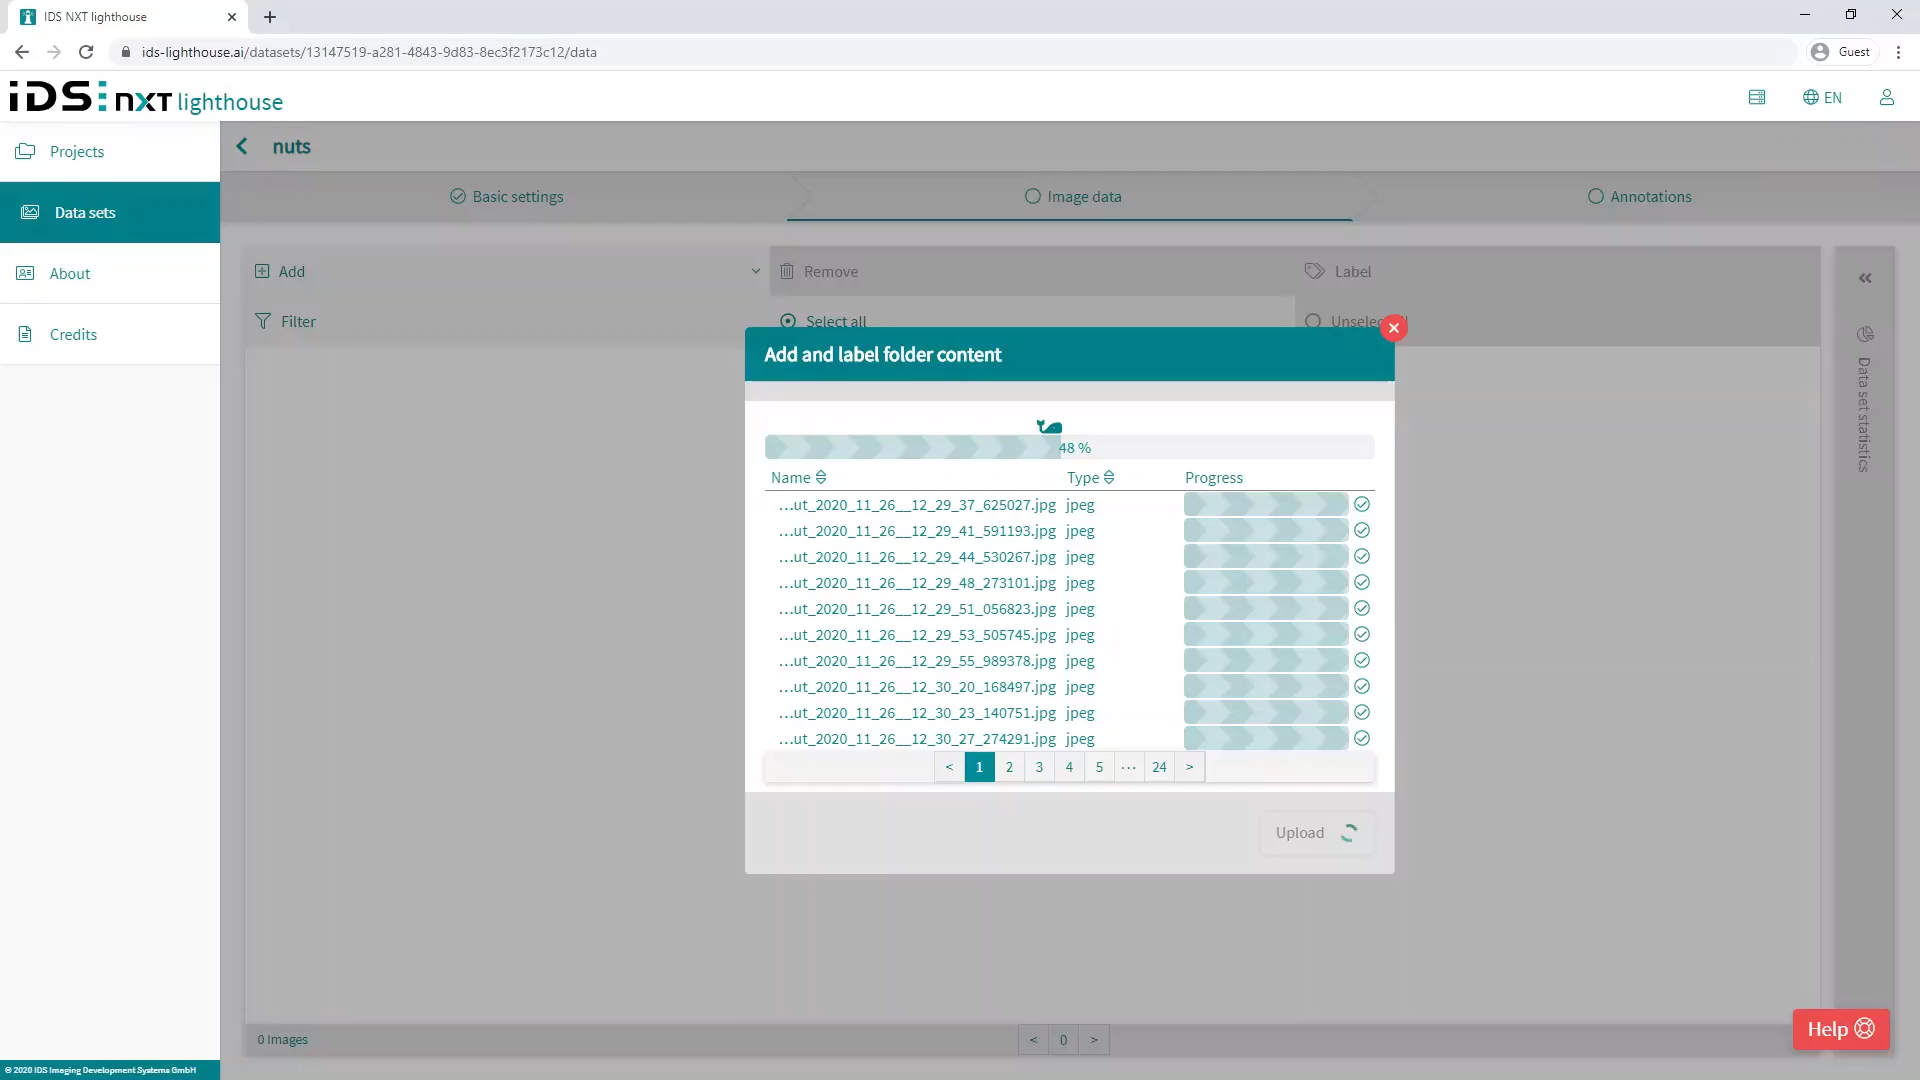 IDS NXT lighthouse
ids-lighthouse.ai/datasets/13147519-a281-4843-9d83-8ec3f2173c12/data
Guest
iDS:nxt lighthouse
EN
Projects
Data sets
About
Credits
nuts
Basic settings
Image data
Annotations
Add
Remove
Label
Filter
Select all
Data set statistics
Add and label folder content
48 %
Name Type Progress
...ut_2020_11_26__12_29_37_625027.jpg jpeg
...ut_2020_11_26__12_29_41_591193.jpg jpeg
...ut_2020_11_26__12_29_44_530267.jpg jpeg
...ut_2020_11_26__12_29_48_273101.jpg jpeg
...ut_2020_11_26__12_29_51_056823.jpg jpeg
...ut_2020_11_26__12_29_53_505745.jpg jpeg
...ut_2020_11_26__12_29_55_989378.jpg jpeg
...ut_2020_11_26__12_30_20_168497.jpg jpeg
...ut_2020_11_26__12_30_23_140751.jpg jpeg
...ut_2020_11_26__12_30_27_274291.jpg jpeg
< 1 2 3 4 5 ... 24 >
Upload
0 Images
< 0 >
Help
© 2020 IDS Imaging Development Systems GmbH